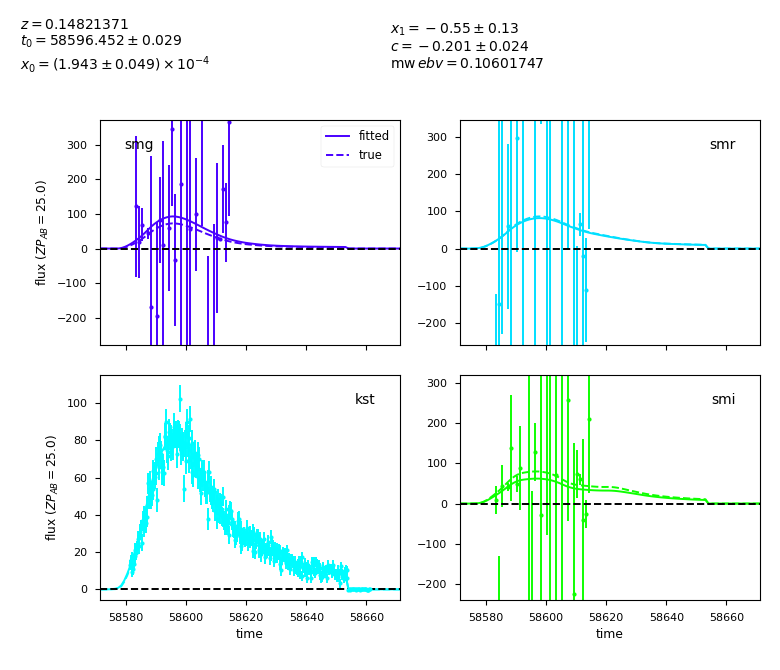 z = 0.14821371
t₀ = 58596.452 ± 0.029
x₀ = (1.943 ± 0.049) × 10⁻⁴
x₁ = −0.55 ± 0.13
c = −0.201 ± 0.024
mw ebv = 0.10601747
smg
fitted
true
300
200
100
0
−100
−200
flux (ZP_AB = 25.0)
smr
300
200
100
0
−100
−200
kst
100
80
60
40
20
0
flux (ZP_AB = 25.0)
58580 58600 58620 58640 58660
time
smi
300
200
100
0
−100
−200
58580 58600 58620 58640 58660
time